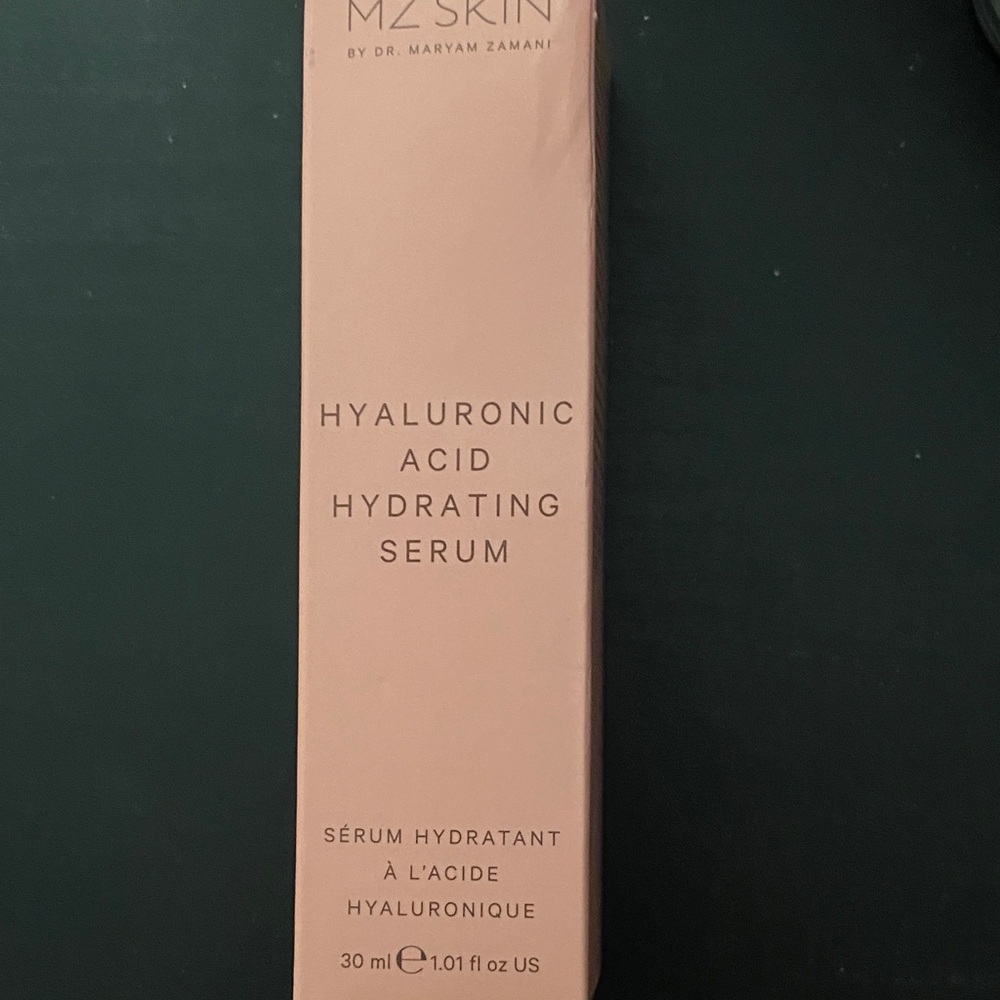 MZ SKIN
BY DR. MARYAM ZAMANI
HYALURONIC
ACID
HYDRATING
SERUM
SÉRUM HYDRATANT
À L'ACIDE
HYALURONIQUE
30 ml ℮ 1.01 fl oz US